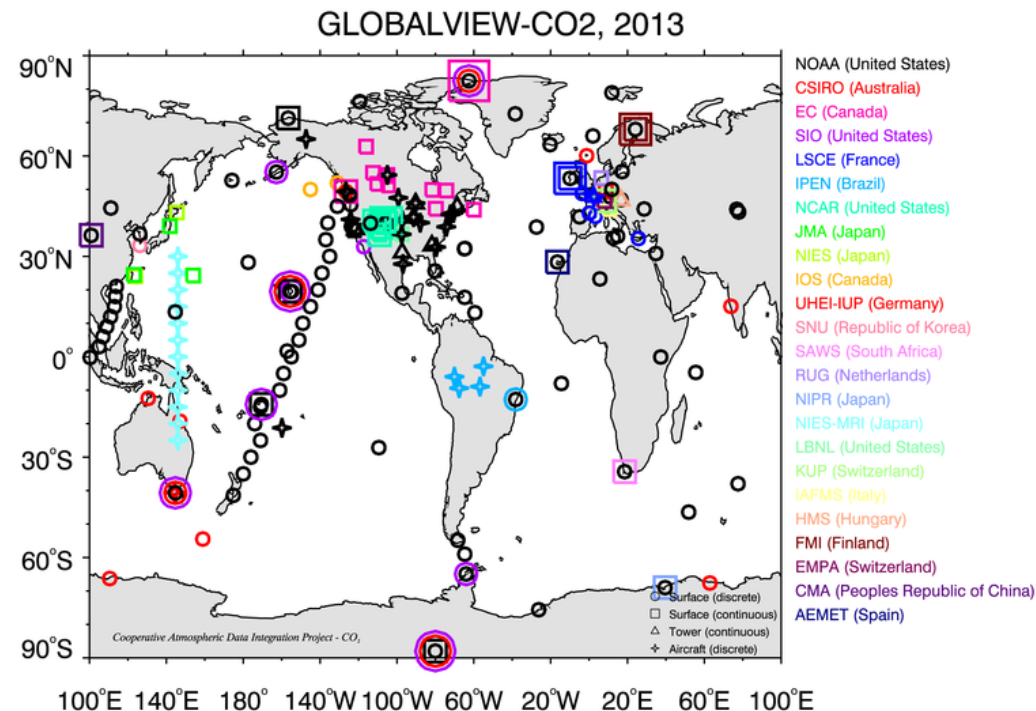 GLOBALVIEW-CO2, 2013
90°N
60°N
30°N
0°
30°S
60°S
90°S
100°E 140°E 180° 140°W 100°W 60°W 20°W 20°E 60°E 100°E
NOAA (United States)
CSIRO (Australia)
EC (Canada)
SIO (United States)
LSCE (France)
IPEN (Brazil)
NCAR (United States)
JMA (Japan)
NIES (Japan)
IOS (Canada)
UHEI-IUP (Germany)
SNU (Republic of Korea)
SAWS (South Africa)
RUG (Netherlands)
NIPR (Japan)
NIES-MRI (Japan)
LBNL (United States)
KUP (Switzerland)
IAFMS (Italy)
HMS (Hungary)
FMI (Finland)
EMPA (Switzerland)
CMA (Peoples Republic of China)
AEMET (Spain)
Surface (discrete)
Surface (continuous)
Tower (continuous)
Aircraft (discrete)
Cooperative Atmospheric Data Integration Project - CO₂